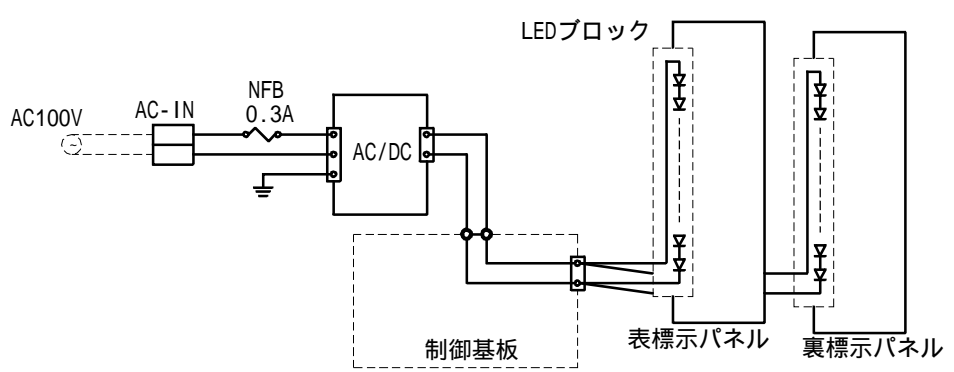 LEDブロック
NFB
AC-IN
0.3A
AC100V
~
AC/DC
制御基板
表標示パネル
裏標示パネル